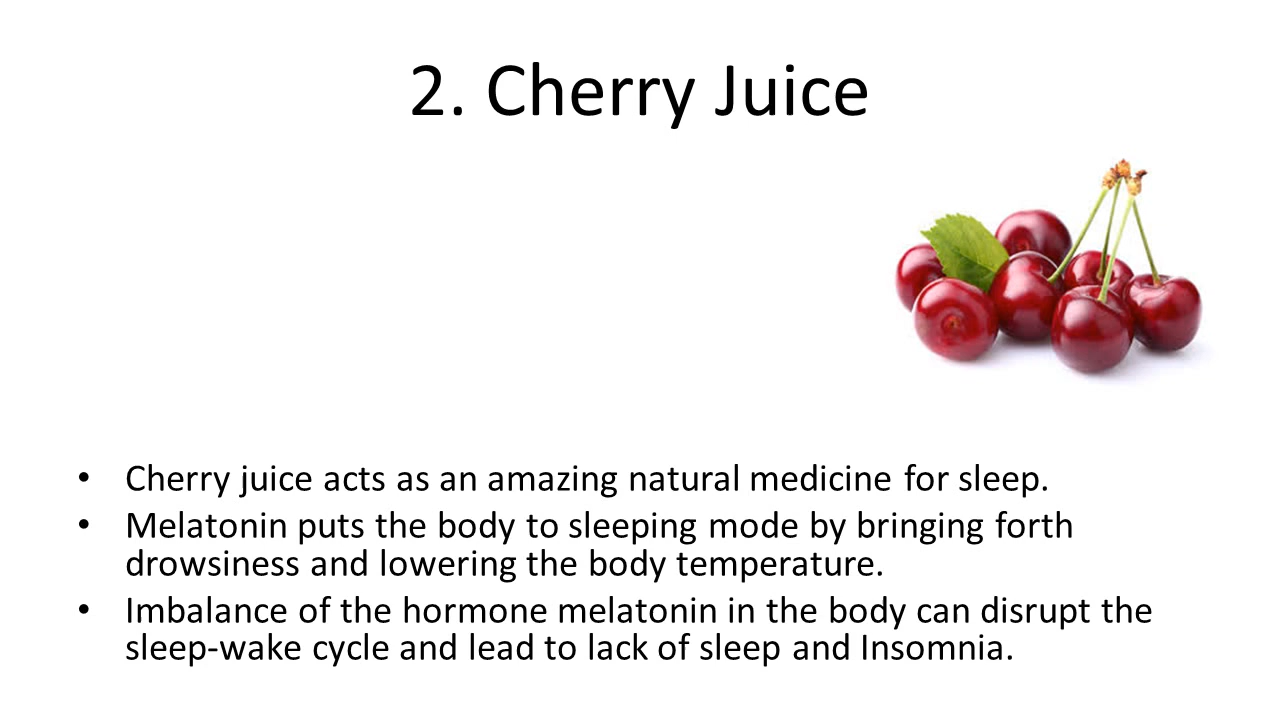 2. Cherry Juice
• Cherry juice acts as an amazing natural medicine for sleep.
• Melatonin puts the body to sleeping mode by bringing forth
drowsiness and lowering the body temperature.
• Imbalance of the hormone melatonin in the body can disrupt the
sleep-wake cycle and lead to lack of sleep and Insomnia.